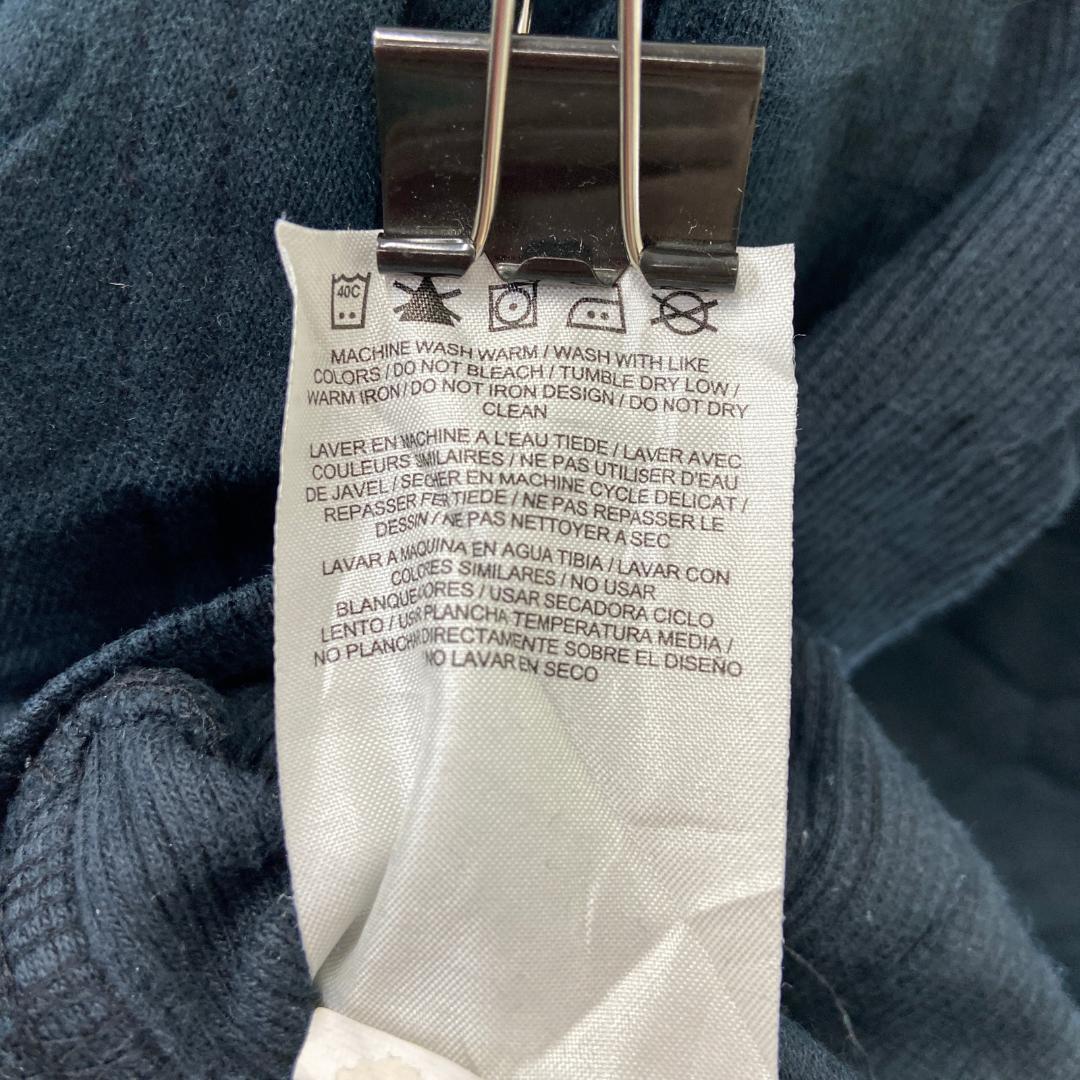 40C
MACHINE WASH WARM / WASH WITH LIKE
COLORS / DO NOT BLEACH / TUMBLE DRY LOW /
WARM IRON / DO NOT IRON DESIGN / DO NOT DRY
CLEAN
LAVER EN MACHINE A L'EAU TIEDE / LAVER AVEC
COULEURS SIMILAIRES / NE PAS UTILISER D'EAU
DE JAVEL / SECHER EN MACHINE CYCLE DELICAT /
REPASSER FER TIEDE / NE PAS REPASSER LE
DESSIN / NE PAS NETTOYER A SEC
LAVAR A MAQUINA EN AGUA TIBIA / LAVAR CON
COLORES SIMILARES / NO USAR
BLANQUEADORES / USAR SECADORA CICLO
LENTO / USAR PLANCHA TEMPERATURA MEDIA /
NO PLANCHAR DIRECTAMENTE SOBRE EL DISENO
NO LAVAR EN SECO